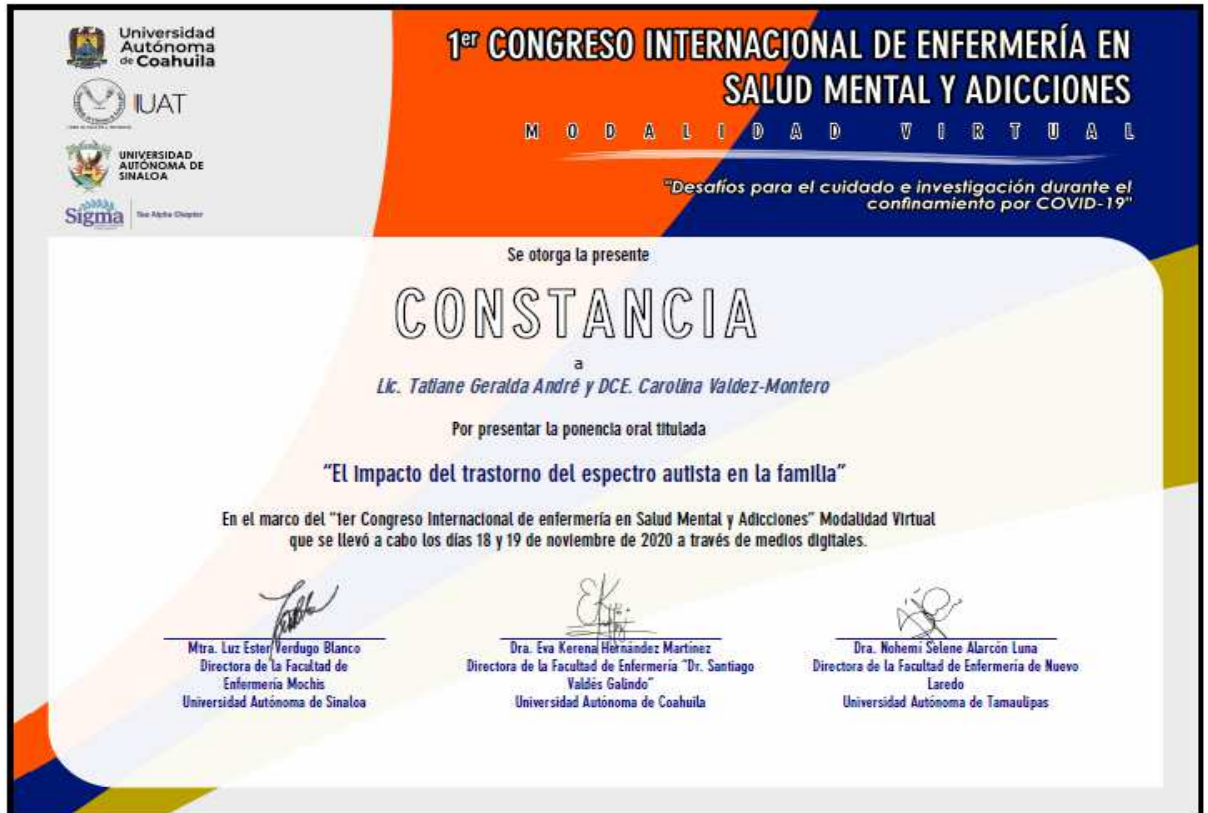 Universidad
Autónoma
de Coahuila
UAT
UNIVERSIDAD
AUTÓNOMA DE
SINALOA
Sigma
Tau Alpha Chapter
1er CONGRESO INTERNACIONAL DE ENFERMERÍA EN
SALUD MENTAL Y ADICCIONES
MODALIDAD VIRTUAL
"Desafíos para el cuidado e investigación durante el
confinamiento por COVID-19"
Se otorga la presente
CONSTANCIA
a
Lic. Tatiane Geralda André y DCE. Carolina Valdez-Montero
Por presentar la ponencia oral titulada
“El impacto del trastorno del espectro autista en la familia”
En el marco del “1er Congreso Internacional de enfermería en Salud Mental y Adicciones” Modalidad Virtual
que se llevó a cabo los días 18 y 19 de noviembre de 2020 a través de medios digitales.
Mtra. Luz Ester Verdugo Blanco
Directora de la Facultad de
Enfermería Mochis
Universidad Autónoma de Sinaloa
Dra. Eva Kerena Hernández Martínez
Directora de la Facultad de Enfermería “Dr. Santiago
Valdés Galindo”
Universidad Autónoma de Coahuila
Dra. Nohemí Selene Alarcón Luna
Directora de la Facultad de Enfermería de Nuevo
Laredo
Universidad Autónoma de Tamaulipas